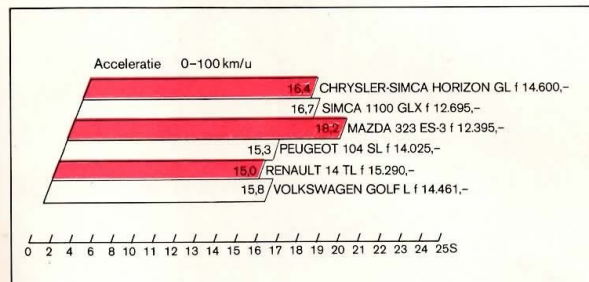 Acceleratie 0-100 km/u
16,4 CHRYSLER-SIMCA HORIZON GL f 14.600,-
16,7 SIMCA 1100 GLX f 12.695,-
18,2 MAZDA 323 ES-3 f 12.395,-
15,3 PEUGEOT 104 SL f 14.025,-
15,0 RENAULT 14 TL f 15.290,-
15,8 VOLKSWAGEN GOLF L f 14.461,-
0 2 4 6 8 10 11 12 13 14 15 16 17 18 19 20 21 22 23 24 25S